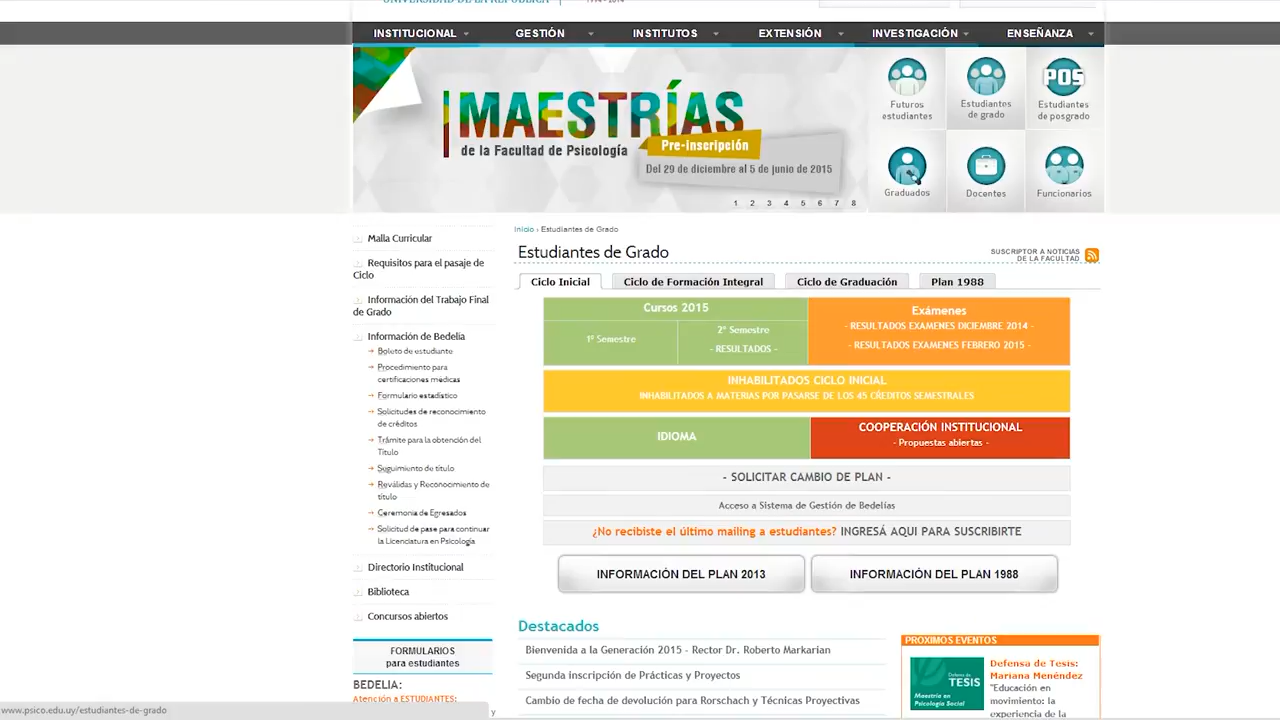 UNIVERSIDAD DE LA REPÚBLICA
1994 - 2014
INSTITUCIONAL
GESTIÓN
INSTITUTOS
EXTENSIÓN
INVESTIGACIÓN
ENSEÑANZA
MAESTRÍAS
de la Facultad de Psicología
Pre-inscripción
Del 29 de diciembre al 5 de junio de 2015
1 2 3 4 5 6 7 8
Futuros
estudiantes
Estudiantes
de grado
POS
Estudiantes
de posgrado
Graduados
Docentes
Funcionarios
Malla Curricular
Requisitos para el pasaje de
Ciclo
Información del Trabajo Final
de Grado
Información de Bedelía
Boleto de estudiante
Procedimiento para
certificaciones médicas
Formulario estadístico
Solicitudes de reconocimiento
de créditos
Trámite para la obtención del
Título
Seguimiento de título
Reválidas y Reconocimiento de
título
Ceremonia de Egresados
Solicitud de pase para continuar
la Licenciatura en Psicología
Directorio Institucional
Biblioteca
Concursos abiertos
FORMULARIOS
para estudiantes
BEDELIA:
Atención a ESTUDIANTES:
y
www.psico.edu.uy/estudiantes-de-grado
Inicio › Estudiantes de Grado
Estudiantes de Grado
SUSCRIPTOR A NOTICIAS
DE LA FACULTAD
Ciclo Inicial
Ciclo de Formación Integral
Ciclo de Graduación
Plan 1988
Cursos 2015
1º Semestre
2º Semestre
- RESULTADOS -
Exámenes
- RESULTADOS EXAMENES DICIEMBRE 2014 -
- RESULTADOS EXAMENES FEBRERO 2015 -
INHABILITADOS CICLO INICIAL
INHABILITADOS A MATERIAS POR PASARSE DE LOS 45 CRÉDITOS SEMESTRALES
IDIOMA
COOPERACIÓN INSTITUCIONAL
- Propuestas abiertas -
- SOLICITAR CAMBIO DE PLAN -
Acceso a Sistema de Gestión de Bedelías
¿No recibiste el último mailing a estudiantes? INGRESÁ AQUI PARA SUSCRIBIRTE
INFORMACIÓN DEL PLAN 2013
INFORMACIÓN DEL PLAN 1988
Destacados
Bienvenida a la Generación 2015 - Rector Dr. Roberto Markarian
Segunda inscripción de Prácticas y Proyectos
Cambio de fecha de devolución para Rorschach y Técnicas Proyectivas
PROXIMOS EVENTOS
Defensa de
TESIS
Maestría en
Psicología Social
Defensa de Tesis:
Mariana Menéndez
"Educación en
movimiento: la
experiencia de la